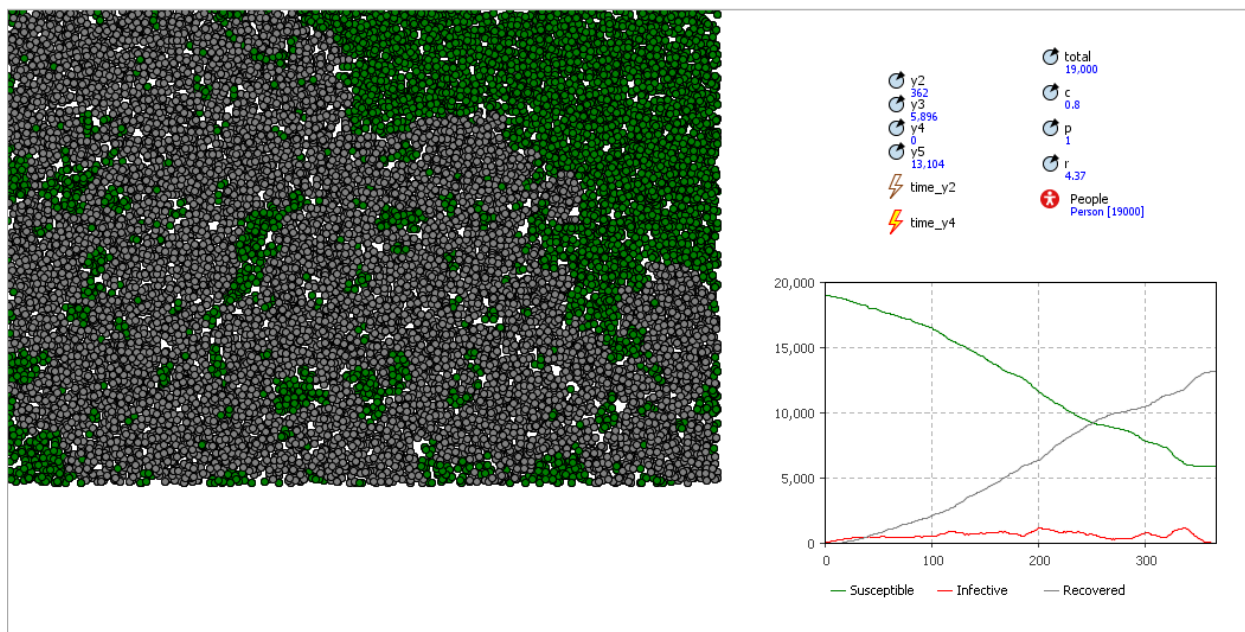 y2
362
y3
5,896
y4
0
y5
13,104
time_y2
time_y4
total
19,000
c
0.8
p
1
r
4.37
People
Person [19000]
20,000
15,000
10,000
5,000
0
0 100 200 300
Susceptible Infective Recovered